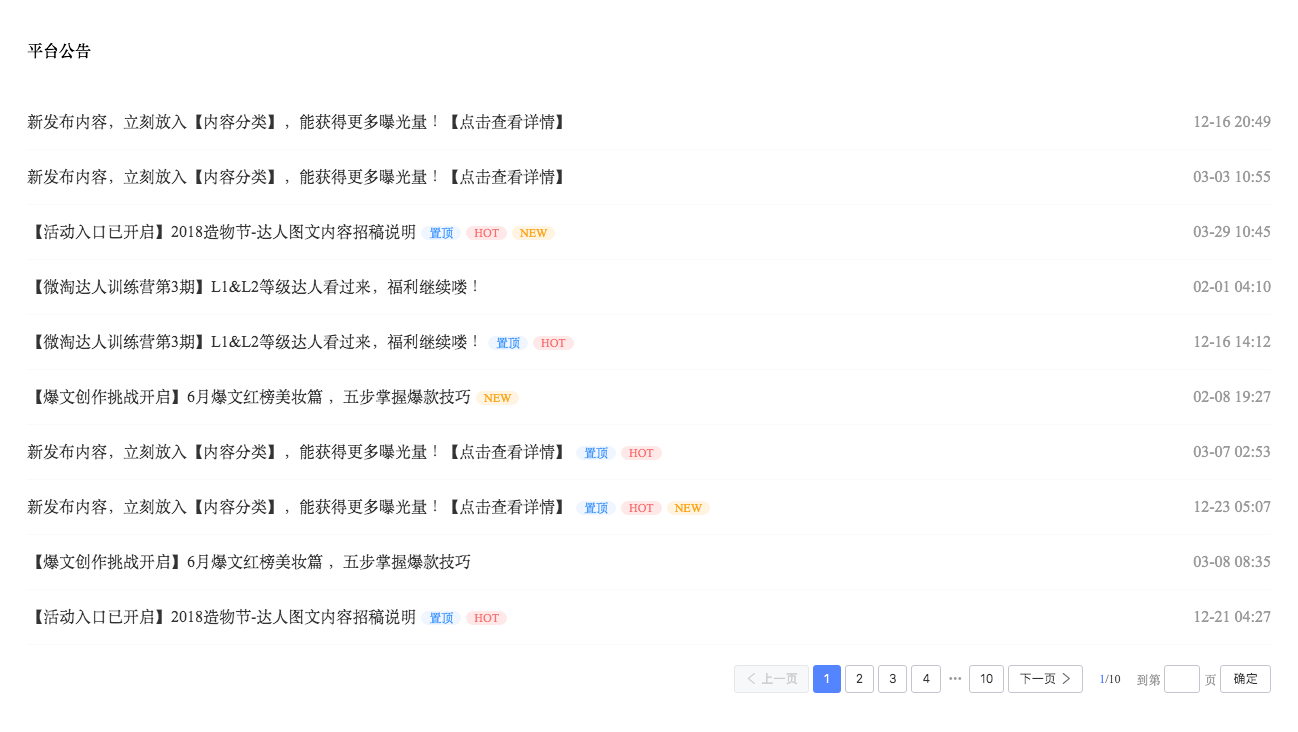 平台公告
新发布内容，立刻放入【内容分类】，能获得更多曝光量！【点击查看详情】 12-16 20:49
新发布内容，立刻放入【内容分类】，能获得更多曝光量！【点击查看详情】 03-03 10:55
【活动入口已开启】2018造物节-达人图文内容招稿说明 置顶 HOT NEW 03-29 10:45
【微淘达人训练营第3期】L1&L2等级达人看过来，福利继续喽！ 02-01 04:10
【微淘达人训练营第3期】L1&L2等级达人看过来，福利继续喽！ 置顶 HOT 12-16 14:12
【爆文创作挑战开启】6月爆文红榜美妆篇 ，五步掌握爆款技巧 NEW 02-08 19:27
新发布内容，立刻放入【内容分类】，能获得更多曝光量！【点击查看详情】 置顶 HOT 03-07 02:53
新发布内容，立刻放入【内容分类】，能获得更多曝光量！【点击查看详情】 置顶 HOT NEW 12-23 05:07
【爆文创作挑战开启】6月爆文红榜美妆篇 ，五步掌握爆款技巧 03-08 08:35
【活动入口已开启】2018造物节-达人图文内容招稿说明 置顶 HOT 12-21 04:27
上一页 1 2 3 4 ••• 10 下一页 1/10 到第 页 确定